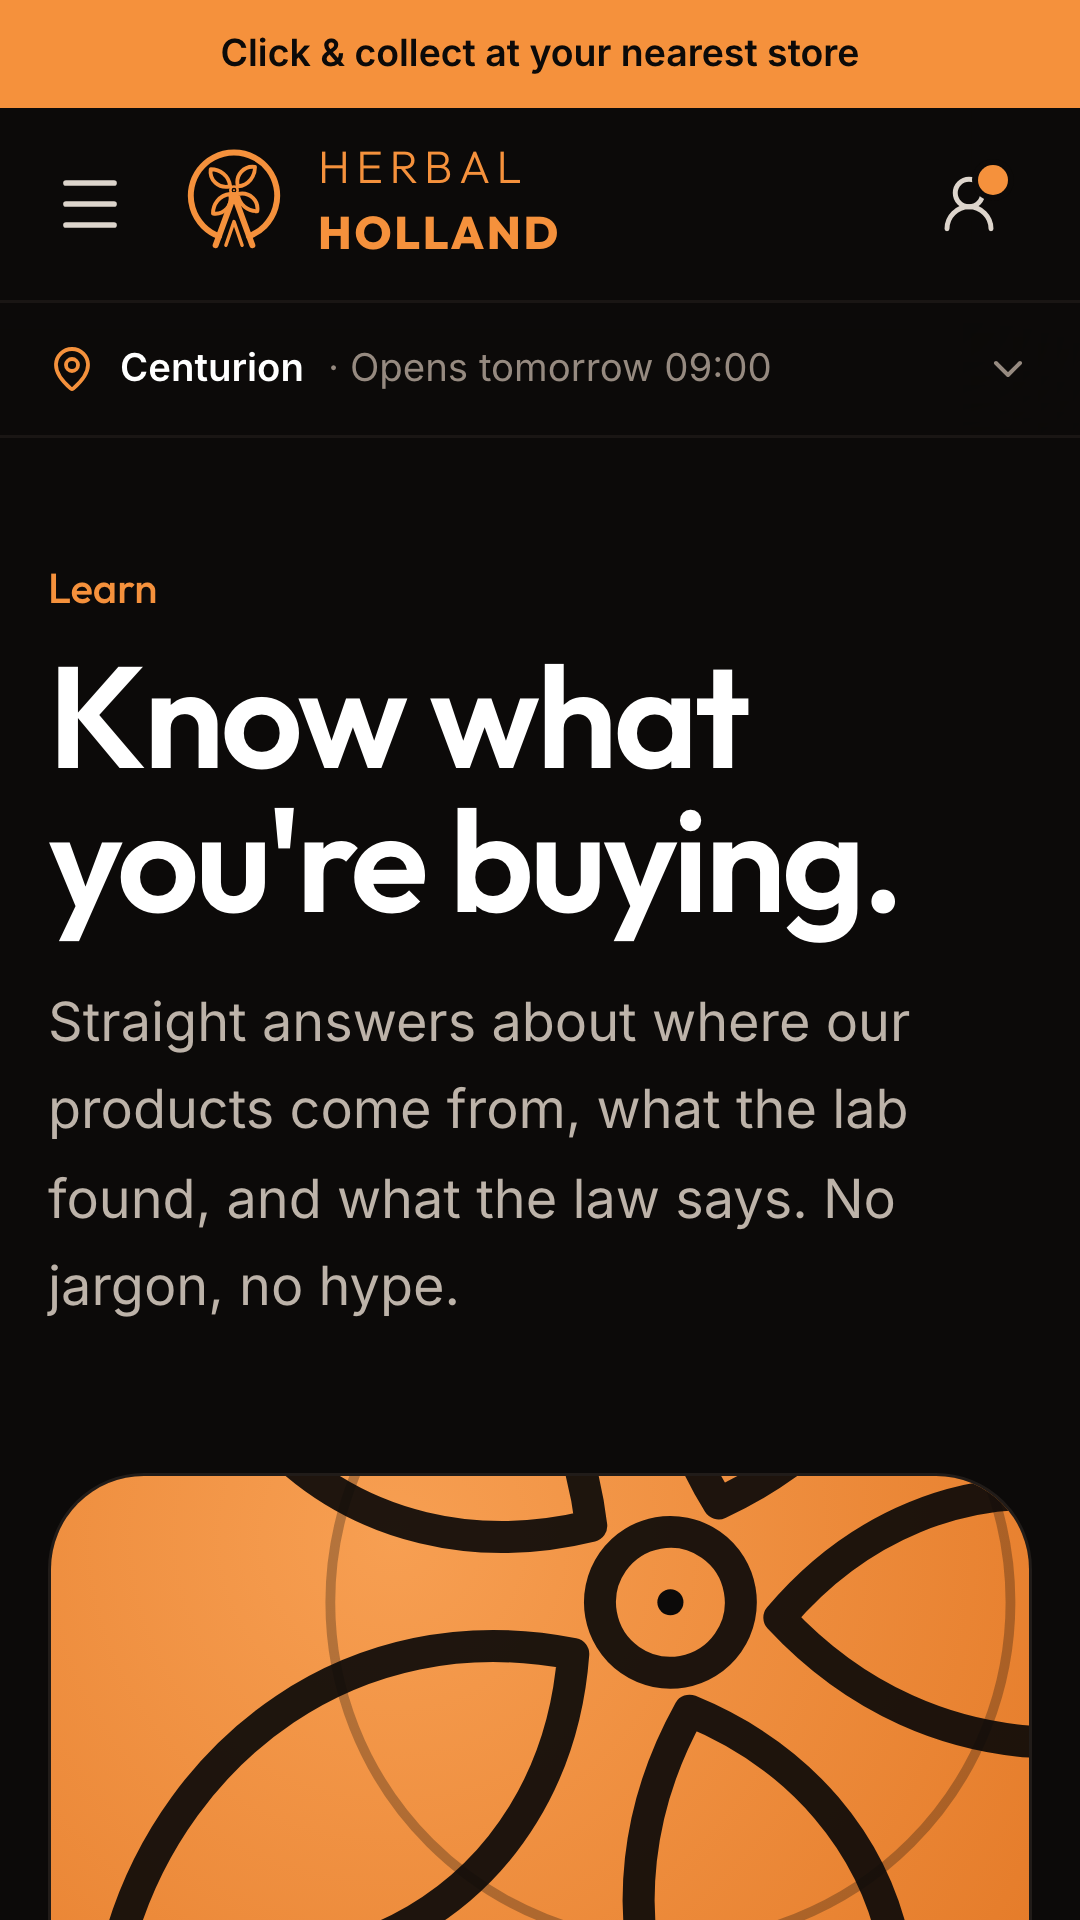 Click & collect at your nearest store
HERBAL
HOLLAND
Centurion · Opens tomorrow 09:00
Learn
Know what
you're buying.
Straight answers about where our
products come from, what the lab
found, and what the law says. No
jargon, no hype.